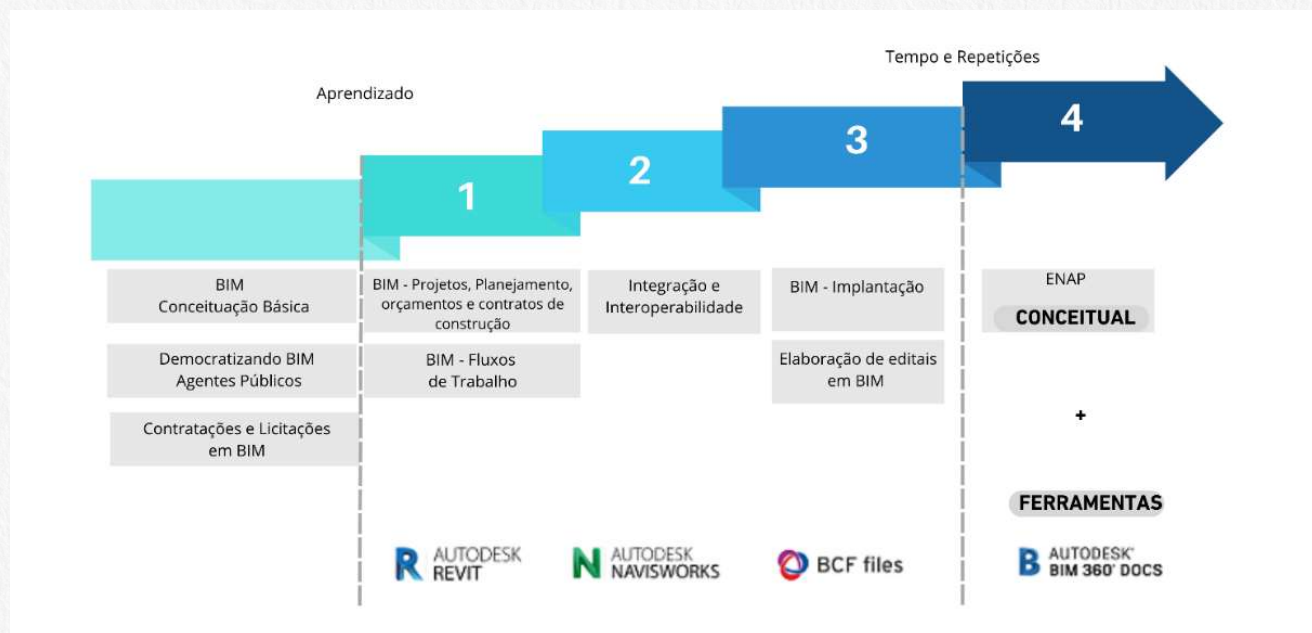 Tempo e Repetições
Aprendizado
1
2
3
4
BIM
Conceituação Básica
Democratizando BIM
Agentes Públicos
Contratações e Licitações
em BIM
BIM - Projetos, Planejamento,
orçamentos e contratos de
construção
BIM - Fluxos
de Trabalho
Integração e
Interoperabilidade
BIM - Implantação
Elaboração de editais
em BIM
ENAP
CONCEITUAL
+
FERRAMENTAS
R AUTODESK
REVIT
N AUTODESK
NAVISWORKS
BCF files
B AUTODESK®
BIM 360® DOCS